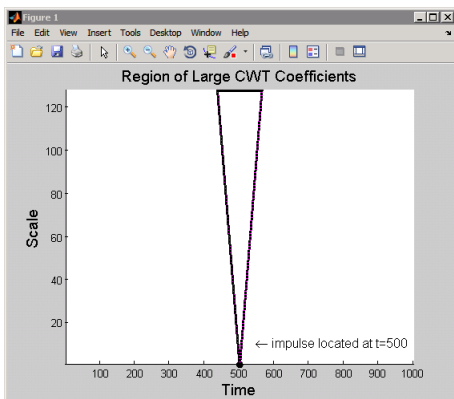 Figure 1
File Edit View Insert Tools Desktop Window Help
Region of Large CWT Coefficients
120
100
80
60
40
20
Scale
← impulse located at t=500
100 200 300 400 500 600 700 800 900 1000
Time